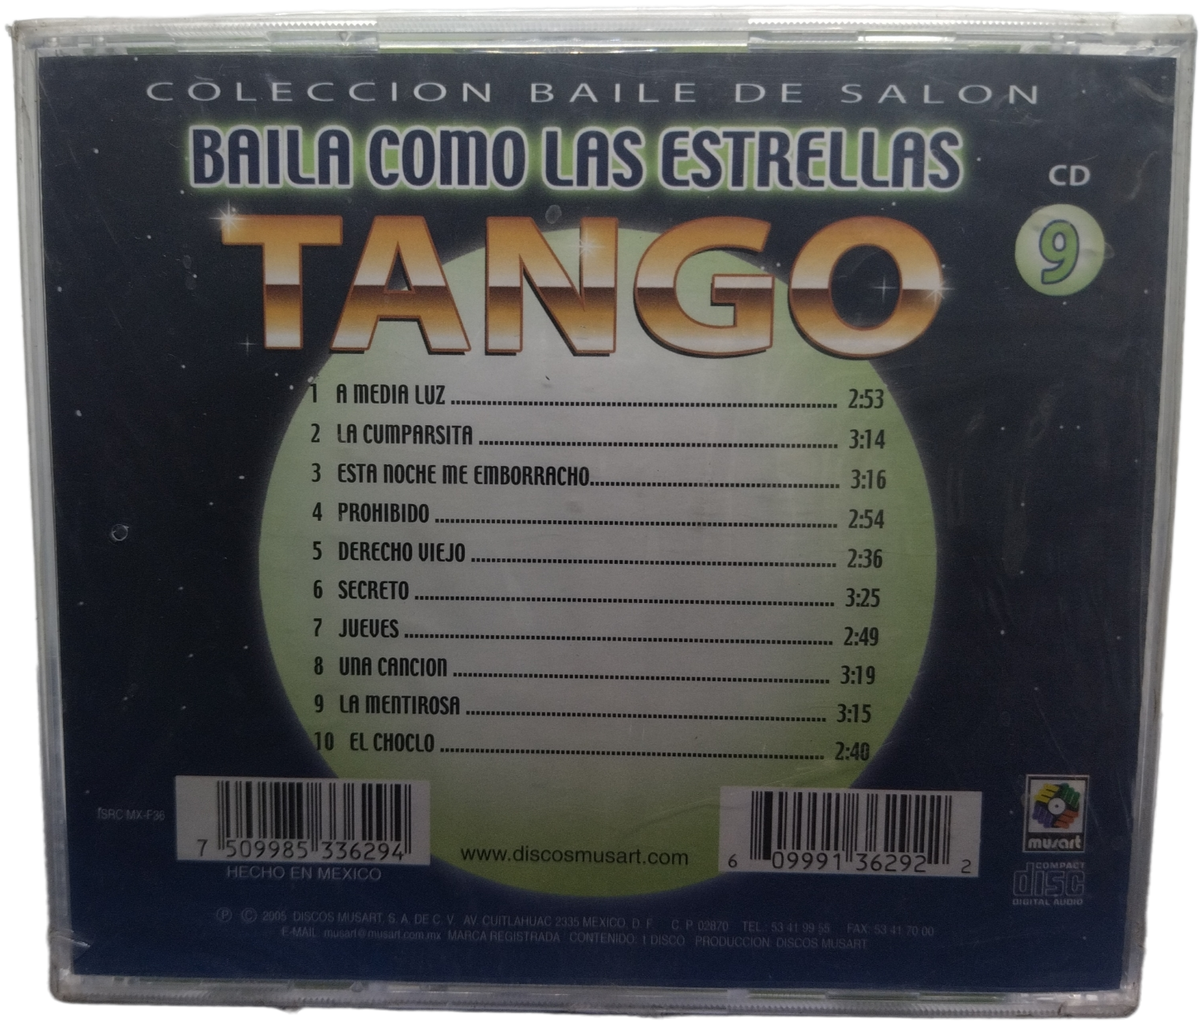 COLECCION BAILE DE SALON
BAILA COMO LAS ESTRELLAS
CD
TANGO
9
1 A MEDIA LUZ ........ 2:53
2 LA CUMPARSITA ........ 3:14
3 ESTA NOCHE ME EMBORRACHO........ 3:16
4 PROHIBIDO ........ 2:54
5 DERECHO VIEJO ........ 2:36
6 SECRETO ........ 3:25
7 JUEVES ........ 2:49
8 UNA CANCION ........ 3:19
9 LA MENTIROSA ........ 3:15
10 EL CHOCLO ........ 2:40
ISRC MX-F36
7 509985 336294
HECHO EN MEXICO
www.discosmusart.com
6 09991 36292 2
musart
COMPACT
disc
DIGITAL AUDIO
Ⓟ © 2005 DISCOS MUSART, S. A. DE C. V. AV. CUITLAHUAC 2335 MEXICO, D. F. C. P. 02870 TEL.: 53 41 99 55 FAX: 53 41 70 00
E-MAIL: musart@musart.com.mx MARCA REGISTRADA CONTENIDO: 1 DISCO PRODUCCION: DISCOS MUSART